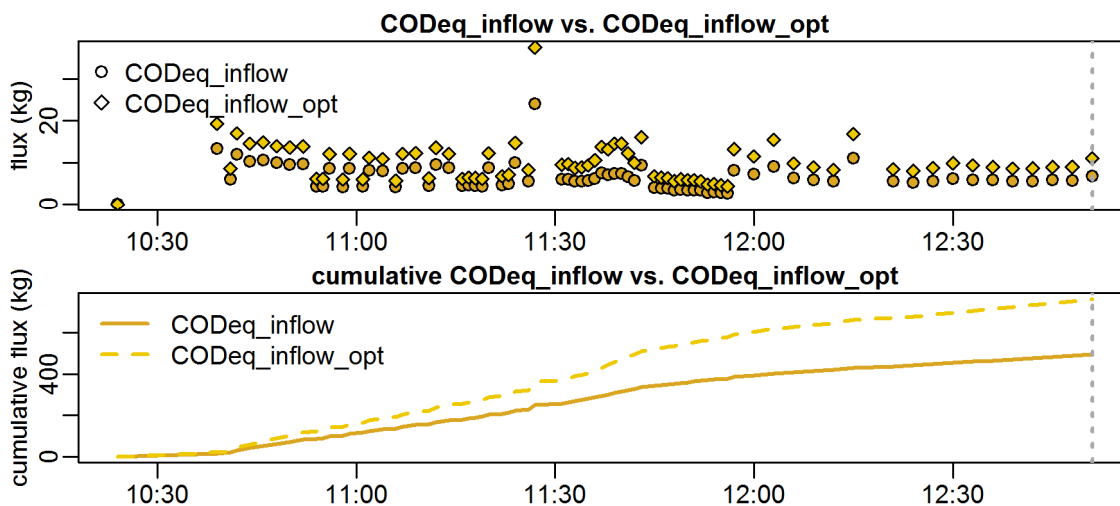 CODeq_inflow vs. CODeq_inflow_opt
flux (kg)
20
0
CODeq_inflow
CODeq_inflow_opt
10:30 11:00 11:30 12:00 12:30
cumulative CODeq_inflow vs. CODeq_inflow_opt
cumulative flux (kg)
400
0
CODeq_inflow
CODeq_inflow_opt
10:30 11:00 11:30 12:00 12:30